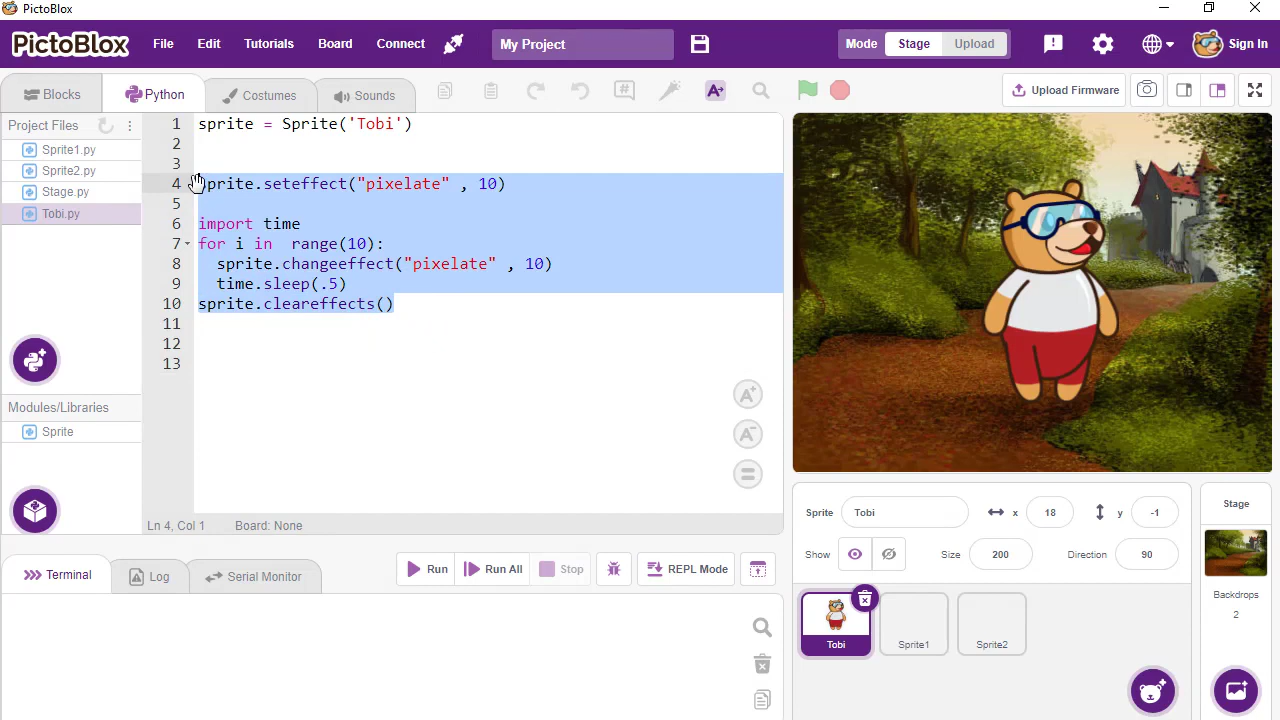 PictoBlox
PictoBlox File Edit Tutorials Board Connect My Project Mode Stage Upload Sign In
Blocks Python Costumes Sounds Upload Firmware
Project Files
Sprite1.py
Sprite2.py
Stage.py
Tobi.py
Modules/Libraries
Sprite
1 sprite = Sprite('Tobi')
2
3
4 sprite.seteffect("pixelate" , 10)
5
6 import time
7 for i in  range(10):
8   sprite.changeeffect("pixelate" , 10)
9   time.sleep(.5)
10 sprite.cleareffects()
11
12
13
Ln 4, Col 1 Board: None
Terminal Log Serial Monitor Run Run All Stop REPL Mode
Sprite Tobi x 18 y -1
Show Size 200 Direction 90
Tobi Sprite1 Sprite2
Stage
Backdrops
2